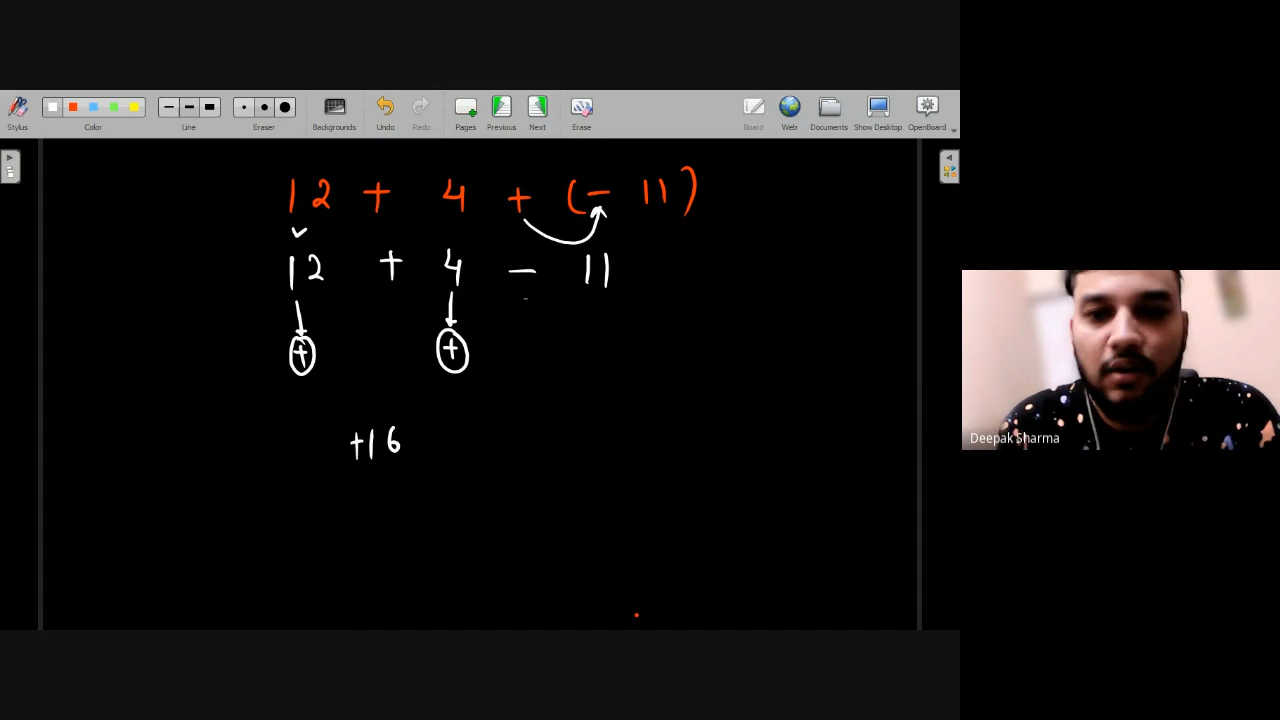 Stylus Color Line Eraser Backgrounds Undo Redo Pages Previous Next Erase Board Web Documents Show Desktop OpenBoard
12 + 4 + (- 11)
12 + 4 - 11
+ +
+16
Deepak Sharma